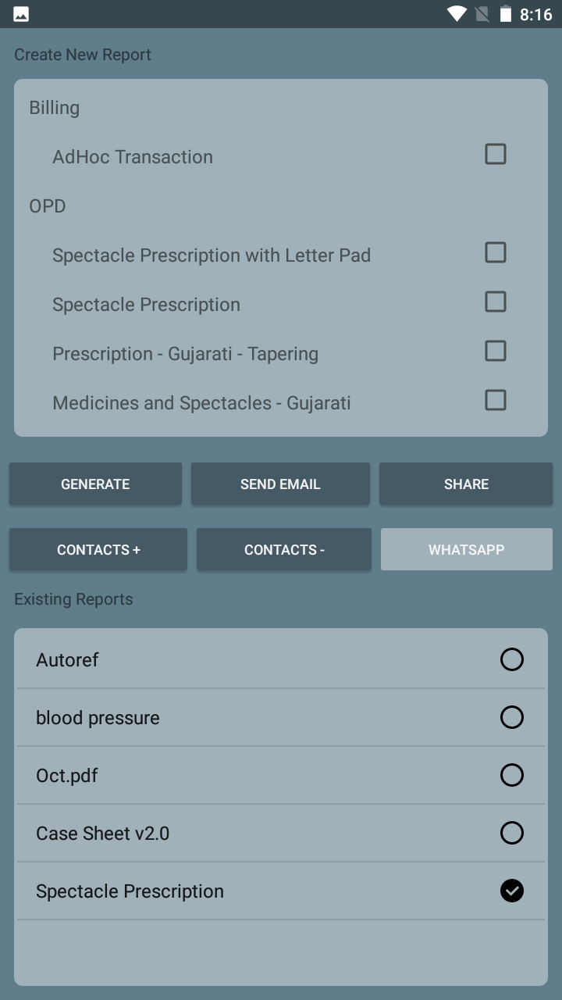 8:16
Create New Report
Billing
AdHoc Transaction
OPD
Spectacle Prescription with Letter Pad
Spectacle Prescription
Prescription - Gujarati - Tapering
Medicines and Spectacles - Gujarati
GENERATE SEND EMAIL SHARE
CONTACTS + CONTACTS - WHATSAPP
Existing Reports
Autoref
blood pressure
Oct.pdf
Case Sheet v2.0
Spectacle Prescription